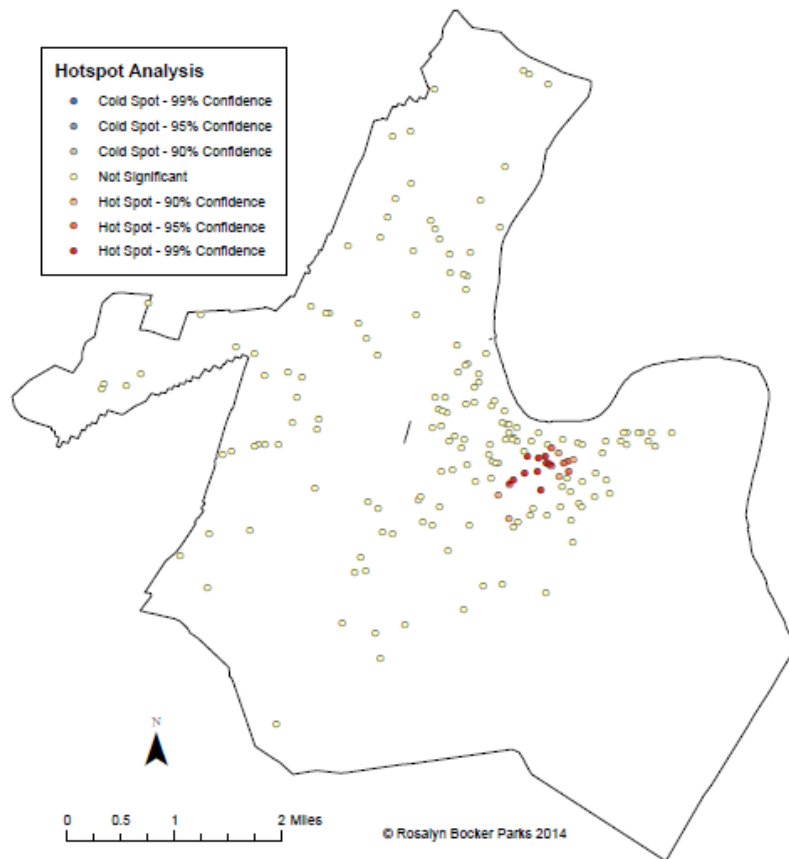 Hotspot Analysis
Cold Spot - 99% Confidence
Cold Spot - 95% Confidence
Cold Spot - 90% Confidence
Not Significant
Hot Spot - 90% Confidence
Hot Spot - 95% Confidence
Hot Spot - 99% Confidence
N
0 0.5 1 2 Miles
© Rosalyn Bocker Parks 2014